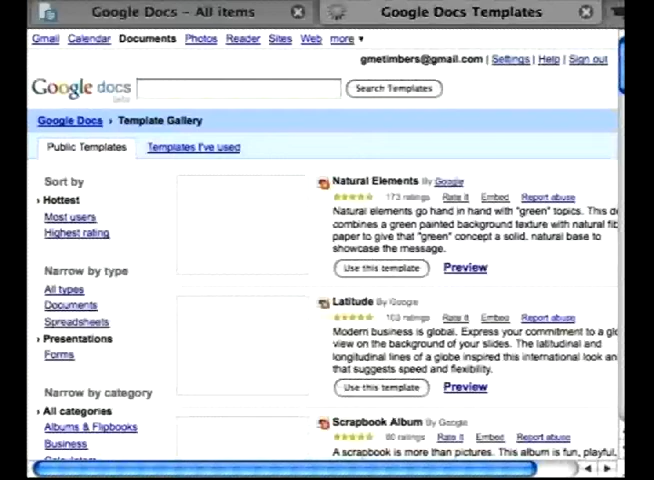 Google Docs - All items
Google Docs Templates
Gmail Calendar Documents Photos Reader Sites Web more ▼
gmetimbers@gmail.com | Settings | Help | Sign out
Google docs
beta
Search Templates
Google Docs › Template Gallery
Public Templates
Templates I've used
Sort by
› Hottest
Most users
Highest rating
Narrow by type
All types
Documents
Spreadsheets
› Presentations
Forms
Narrow by category
› All categories
Albums & Flipbooks
Business
Natural Elements By Google
173 ratings Rate it Embed Report abuse
Natural elements go hand in hand with "green" topics. This de
combines a green painted background texture with natural fib
paper to give that "green" concept a solid, natural base to
showcase the message.
Use this template Preview
Latitude By Google
103 ratings Rate it Embed Report abuse
Modern business is global. Express your commitment to a glo
view on the background of your slides. The latitudinal and
longitudinal lines of a globe inspired this international look an
that suggests speed and flexibility.
Use this template Preview
Scrapbook Album By Google
80 ratings Rate it Embed Report abuse
A scrapbook is more than pictures. This album is fun, playful,